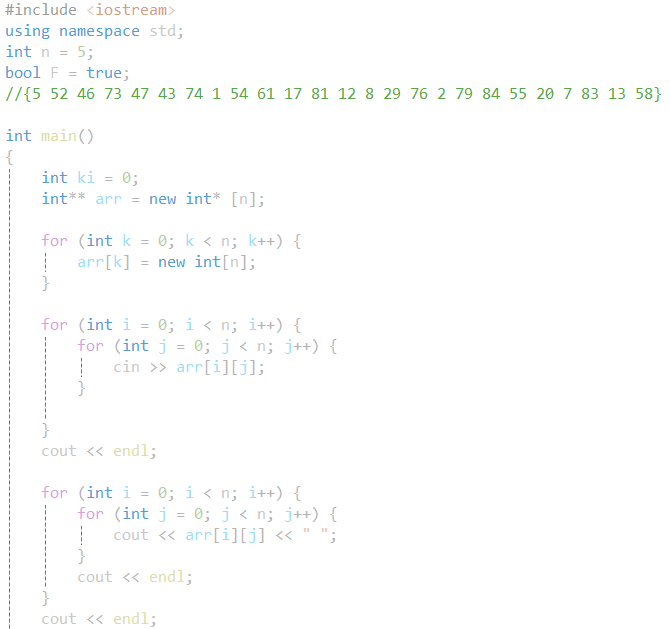 #include <iostream>
using namespace std;
int n = 5;
bool F = true;
//{5 52 46 73 47 43 74 1 54 61 17 81 12 8 29 76 2 79 84 55 20 7 83 13 58}
int main()
{
int ki = 0;
int** arr = new int* [n];
for (int k = 0; k < n; k++) {
arr[k] = new int[n];
}
for (int i = 0; i < n; i++) {
for (int j = 0; j < n; j++) {
cin >> arr[i][j];
}
}
cout << endl;
for (int i = 0; i < n; i++) {
for (int j = 0; j < n; j++) {
cout << arr[i][j] << " ";
}
cout << endl;
}
cout << endl;